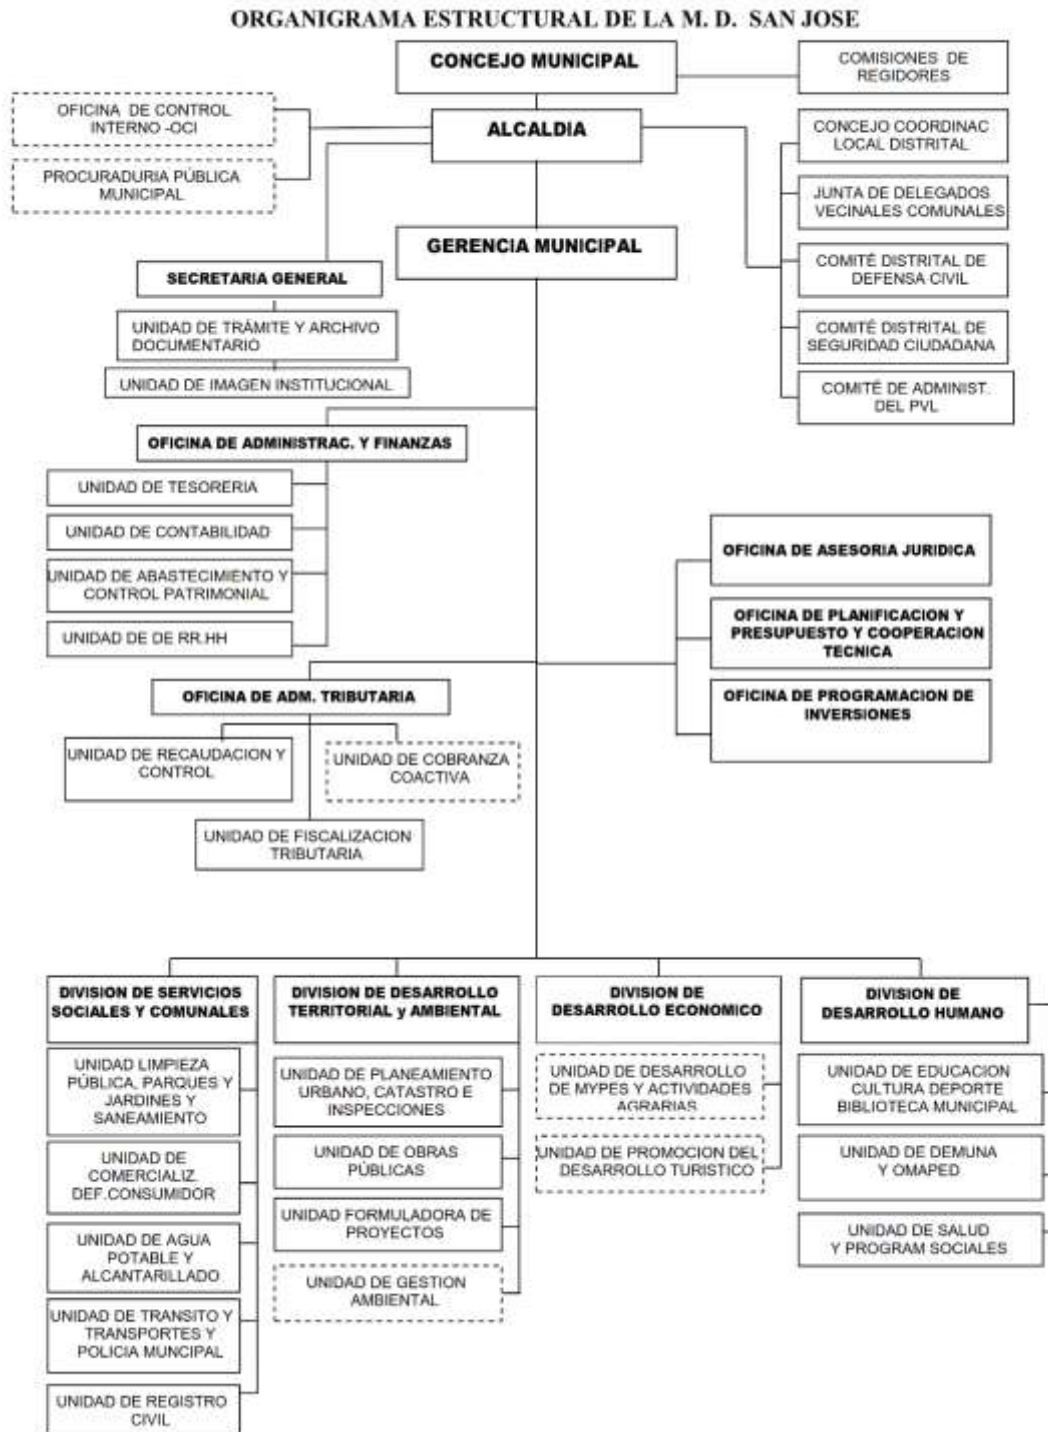 ORGANIGRAMA ESTRUCTURAL DE LA M. D. SAN JOSE
CONCEJO MUNICIPAL
COMISIONES DE
REGIDORES
OFICINA DE CONTROL
INTERNO -OCI
ALCALDIA
CONCEJO COORDINAC
LOCAL DISTRITAL
PROCURADURIA PÚBLICA
MUNICIPAL
JUNTA DE DELEGADOS
VECINALES COMUNALES
GERENCIA MUNICIPAL
COMITÉ DISTRITAL DE
DEFENSA CIVIL
SECRETARIA GENERAL
UNIDAD DE TRÁMITE Y ARCHIVO
DOCUMENTARIO
COMITÉ DISTRITAL DE
SEGURIDAD CIUDADANA
UNIDAD DE IMAGEN INSTITUCIONAL
COMITÉ DE ADMINIST.
DEL PVL
OFICINA DE ADMINISTRAC. Y FINANZAS
UNIDAD DE TESORERIA
UNIDAD DE CONTABILIDAD
UNIDAD DE ABASTECIMIENTO Y
CONTROL PATRIMONIAL
UNIDAD DE DE RR.HH
OFICINA DE ASESORIA JURIDICA
OFICINA DE PLANIFICACION Y
PRESUPUESTO Y COOPERACION
TECNICA
OFICINA DE PROGRAMACION DE
INVERSIONES
OFICINA DE ADM. TRIBUTARIA
UNIDAD DE RECAUDACION Y
CONTROL
UNIDAD DE COBRANZA
COACTIVA
UNIDAD DE FISCALIZACION
TRIBUTARIA
DIVISION DE SERVICIOS
SOCIALES Y COMUNALES
UNIDAD LIMPIEZA
PÚBLICA, PARQUES Y
JARDINES Y
SANEAMIENTO
UNIDAD DE
COMERCIALIZ.
DEF.CONSUMIDOR
UNIDAD DE AGUA
POTABLE Y
ALCANTARILLADO
UNIDAD DE TRANSITO Y
TRANSPORTES Y
POLICIA MUNCIPAL
UNIDAD DE REGISTRO
CIVIL
DIVISION DE DESARROLLO
TERRITORIAL y AMBIENTAL
UNIDAD DE PLANEAMIENTO
URBANO, CATASTRO E
INSPECCIONES
UNIDAD DE OBRAS
PÚBLICAS
UNIDAD FORMULADORA DE
PROYECTOS
UNIDAD DE GESTION
AMBIENTAL
DIVISION DE
DESARROLLO ECONOMICO
UNIDAD DE DESARROLLO
DE MYPES Y ACTIVIDADES
AGRARIAS
UNIDAD DE PROMOCION DEL
DESARROLLO TURISTICO
DIVISION DE
DESARROLLO HUMANO
UNIDAD DE EDUCACION
CULTURA DEPORTE
BIBLIOTECA MUNICIPAL
UNIDAD DE DEMUNA
Y OMAPED
UNIDAD DE SALUD
Y PROGRAM SOCIALES